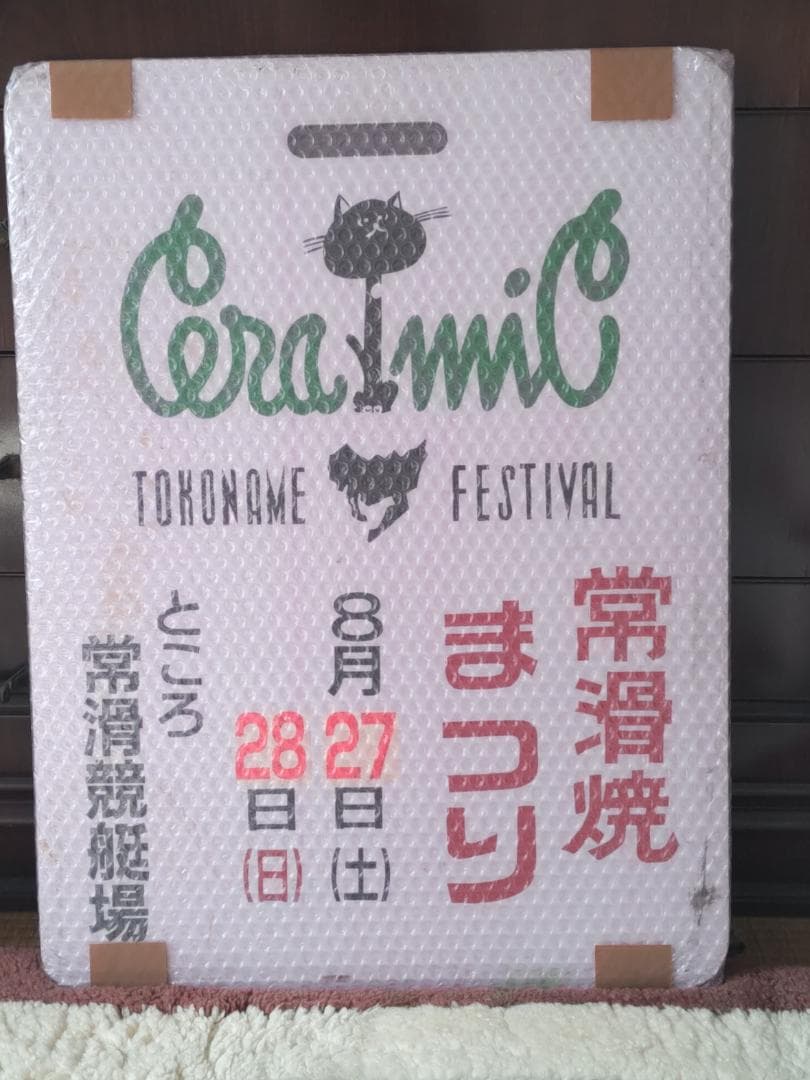 CeramiC
TOKONAME FESTIVAL
常滑焼
まつり
8月27日(土)
28日(日)
ところ
常滑競艇場